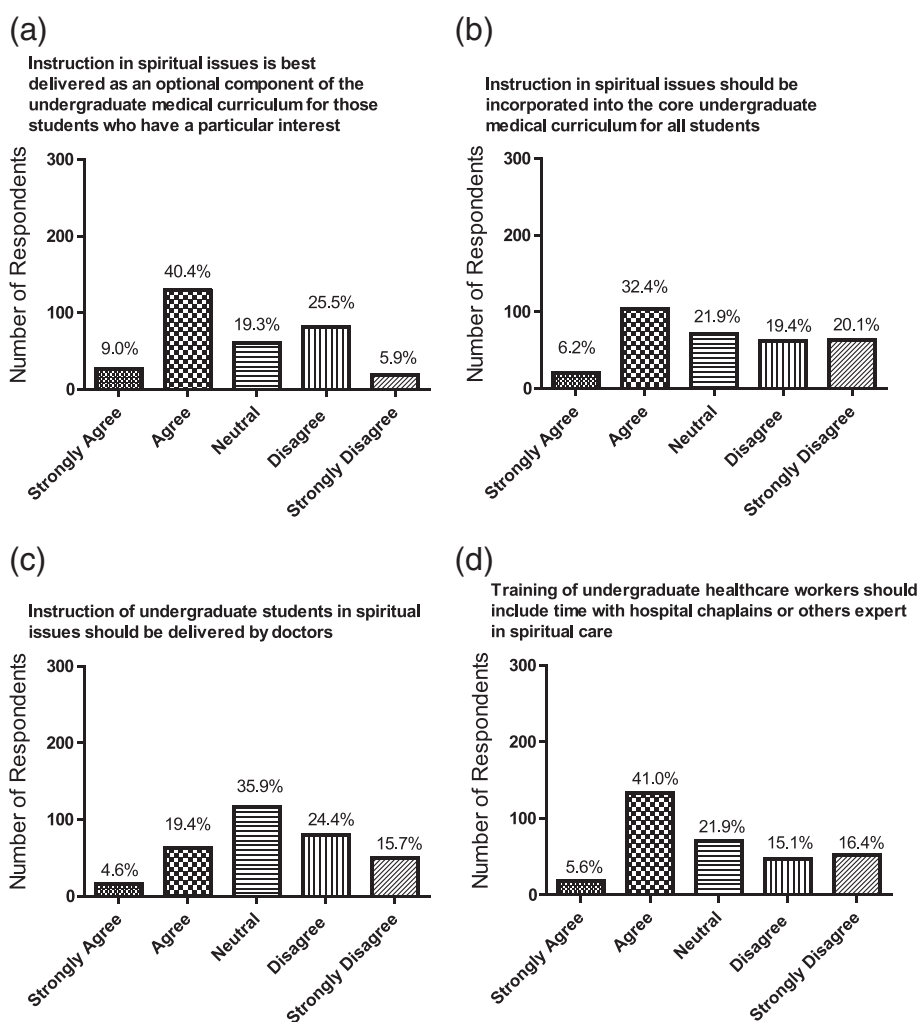 (a)
Instruction in spiritual issues is best
delivered as an optional component of the
undergraduate medical curriculum for those
students who have a particular interest
Number of Respondents
300
200
100
0
9.0%
40.4%
19.3%
25.5%
5.9%
Strongly Agree
Agree
Neutral
Disagree
Strongly Disagree
(b)
Instruction in spiritual issues should be
incorporated into the core undergraduate
medical curriculum for all students
Number of Respondents
300
200
100
0
6.2%
32.4%
21.9%
19.4%
20.1%
Strongly Agree
Agree
Neutral
Disagree
Strongly Disagree
(c)
Instruction of undergraduate students in spiritual
issues should be delivered by doctors
Number of Respondents
300
200
100
0
4.6%
19.4%
35.9%
24.4%
15.7%
Strongly Agree
Agree
Neutral
Disagree
Strongly Disagree
(d)
Training of undergraduate healthcare workers should
include time with hospital chaplains or others expert
in spiritual care
Number of Respondents
300
200
100
0
5.6%
41.0%
21.9%
15.1%
16.4%
Strongly Agree
Agree
Neutral
Disagree
Strongly Disagree